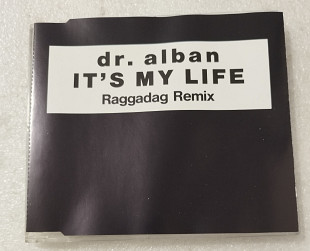 dr. alban
IT'S MY LIFE
Raggadag Remix